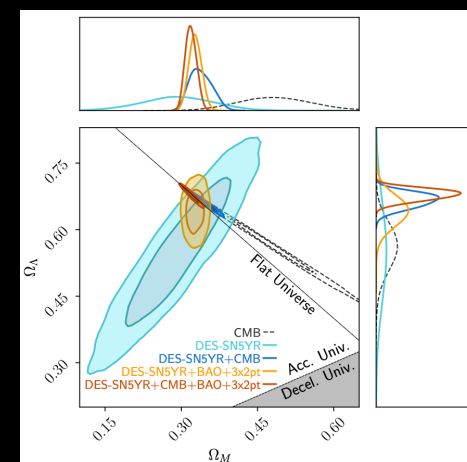 0.75
0.60
0.45
0.30
Ω_Λ
Flat Universe
CMB
DES-SN5YR
DES-SN5YR+CMB
DES-SN5YR+BAO+3x2pt
DES-SN5YR+CMB+BAO+3x2pt
Acc. Univ.
Decel. Univ.
0.15 0.30 0.45 0.60
Ω_M